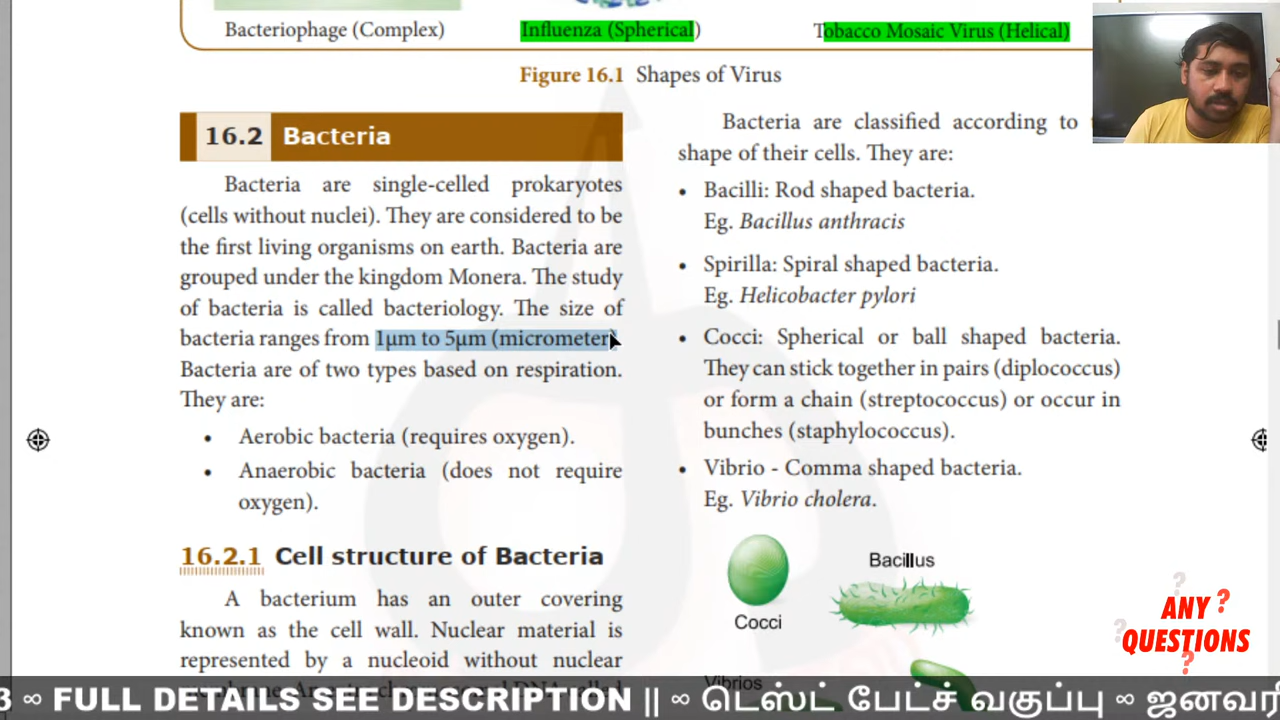 Bacteriophage (Complex)
Influenza (Spherical)
Tobacco Mosaic Virus (Helical)
Figure 16.1 Shapes of Virus
16.2 Bacteria
Bacteria are single-celled prokaryotes
(cells without nuclei). They are considered to be
the first living organisms on earth. Bacteria are
grouped under the kingdom Monera. The study
of bacteria is called bacteriology. The size of
bacteria ranges from 1µm to 5µm (micrometer)
Bacteria are of two types based on respiration.
They are:
• Aerobic bacteria (requires oxygen).
• Anaerobic bacteria (does not require
oxygen).
16.2.1 Cell structure of Bacteria
A bacterium has an outer covering
known as the cell wall. Nuclear material is
represented by a nucleoid without nuclear
Bacteria are classified according to
shape of their cells. They are:
• Bacilli: Rod shaped bacteria.
Eg. Bacillus anthracis
• Spirilla: Spiral shaped bacteria.
Eg. Helicobacter pylori
• Cocci: Spherical or ball shaped bacteria.
They can stick together in pairs (diplococcus)
or form a chain (streptococcus) or occur in
bunches (staphylococcus).
• Vibrio - Comma shaped bacteria.
Eg. Vibrio cholera.
Bacillus
Cocci
Vibrios
ANY ?
QUESTIONS
3 ∞ FULL DETAILS SEE DESCRIPTION || ∞ டெஸ்ட் பேட்ச் வகுப்பு ∞ ஜனவரி